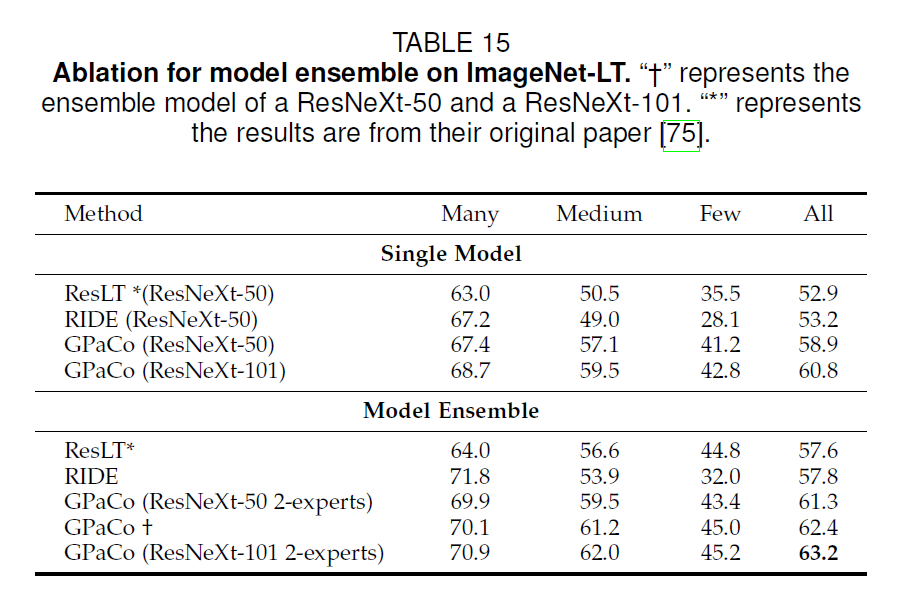 TABLE 15
Ablation for model ensemble on ImageNet-LT. “†” represents the
ensemble model of a ResNeXt-50 and a ResNeXt-101. “*” represents
the results are from their original paper [75].
Method Many Medium Few All
Single Model
ResLT *(ResNeXt-50) 63.0 50.5 35.5 52.9
RIDE (ResNeXt-50) 67.2 49.0 28.1 53.2
GPaCo (ResNeXt-50) 67.4 57.1 41.2 58.9
GPaCo (ResNeXt-101) 68.7 59.5 42.8 60.8
Model Ensemble
ResLT* 64.0 56.6 44.8 57.6
RIDE 71.8 53.9 32.0 57.8
GPaCo (ResNeXt-50 2-experts) 69.9 59.5 43.4 61.3
GPaCo † 70.1 61.2 45.0 62.4
GPaCo (ResNeXt-101 2-experts) 70.9 62.0 45.2 63.2